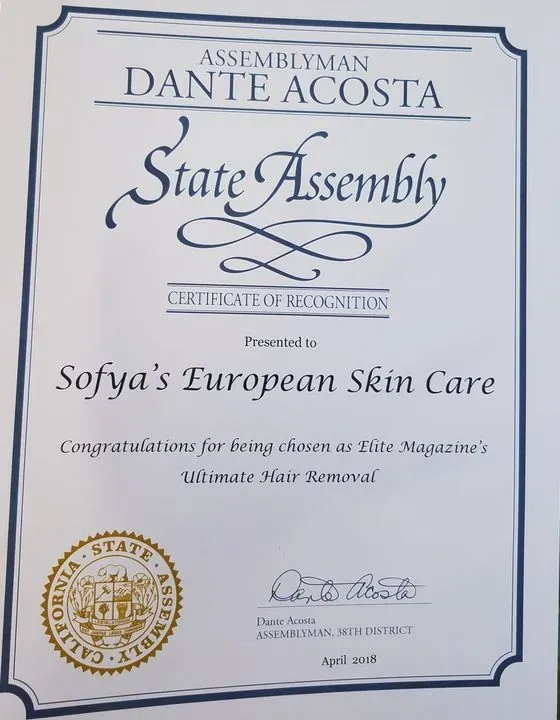 ASSEMBLYMAN
DANTE ACOSTA
State Assembly
CERTIFICATE OF RECOGNITION
Presented to
Sofya's European Skin Care
Congratulations for being chosen as Elite Magazine's
Ultimate Hair Removal
CALIFORNIA · STATE · ASSEMBLY ·
Dante Acosta
Dante Acosta
ASSEMBLYMAN, 38TH DISTRICT
April 2018